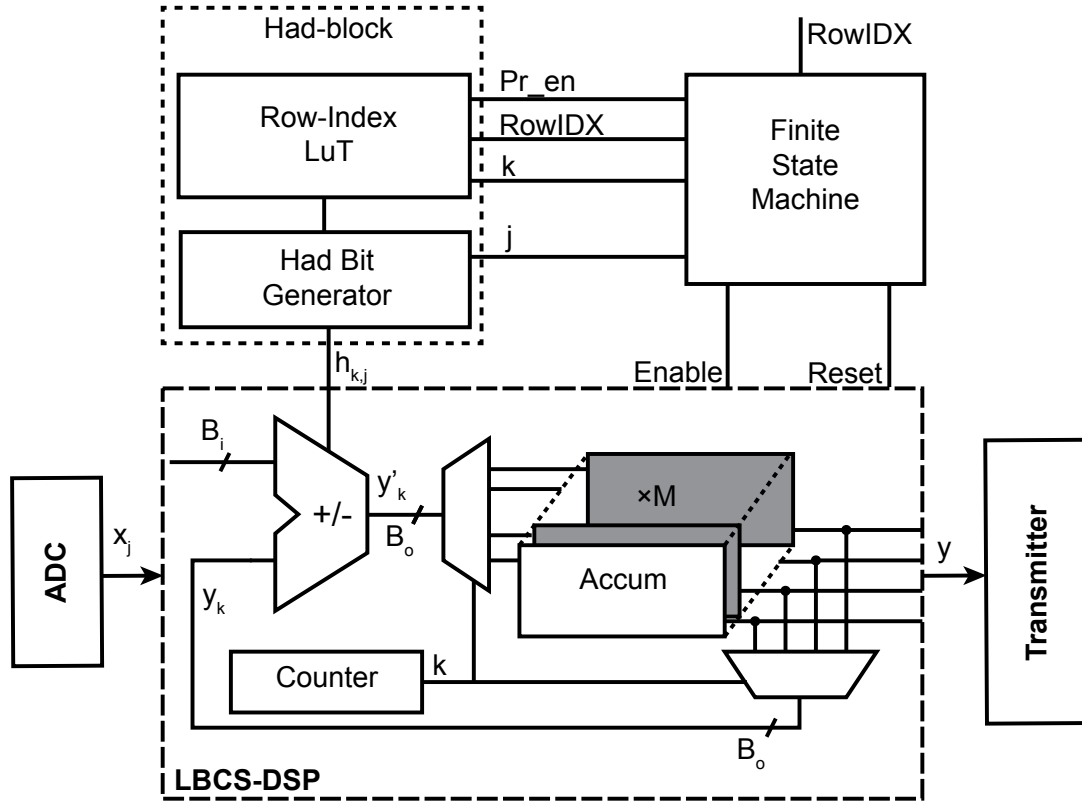 Had-block
RowIDX
Row-Index
LuT
Pr_en
RowIDX
k
Finite
State
Machine
Had Bit
Generator
j
h_{k,j}
Enable
Reset
B_i
+/-
y'_k
B_o
×M
Accum
ADC
x_j
y_k
y
Transmitter
Counter
k
B_o
LBCS-DSP